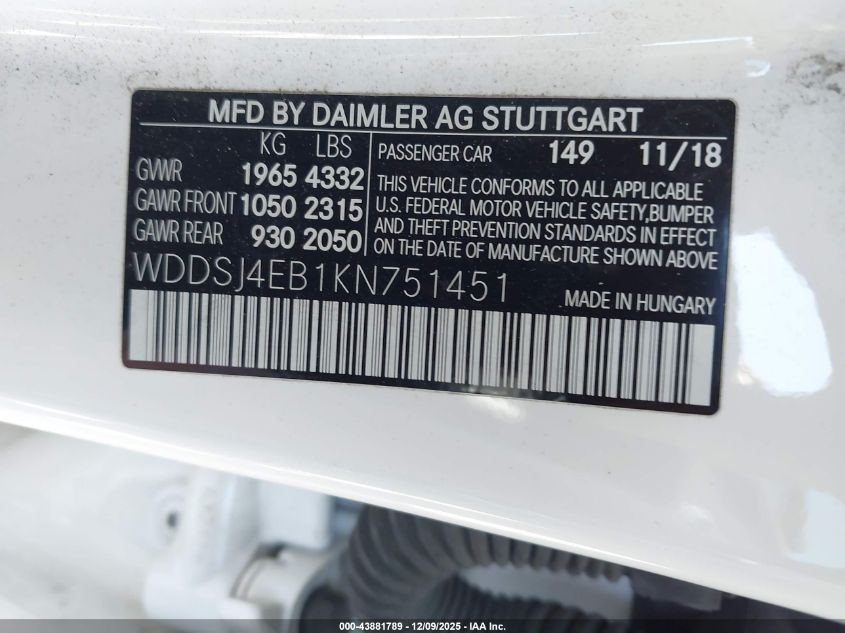 MFD BY DAIMLER AG STUTTGART
KG LBS
GVWR 1965 4332
GAWR FRONT 1050 2315
GAWR REAR 930 2050
PASSENGER CAR 149 11/18
THIS VEHICLE CONFORMS TO ALL APPLICABLE
U.S. FEDERAL MOTOR VEHICLE SAFETY,BUMPER
AND THEFT PREVENTION STANDARDS IN EFFECT
ON THE DATE OF MANUFACTURE SHOWN ABOVE.
WDDSJ4EB1KN751451
MADE IN HUNGARY
000-43881789 - 12/09/2025 - IAA, Inc.